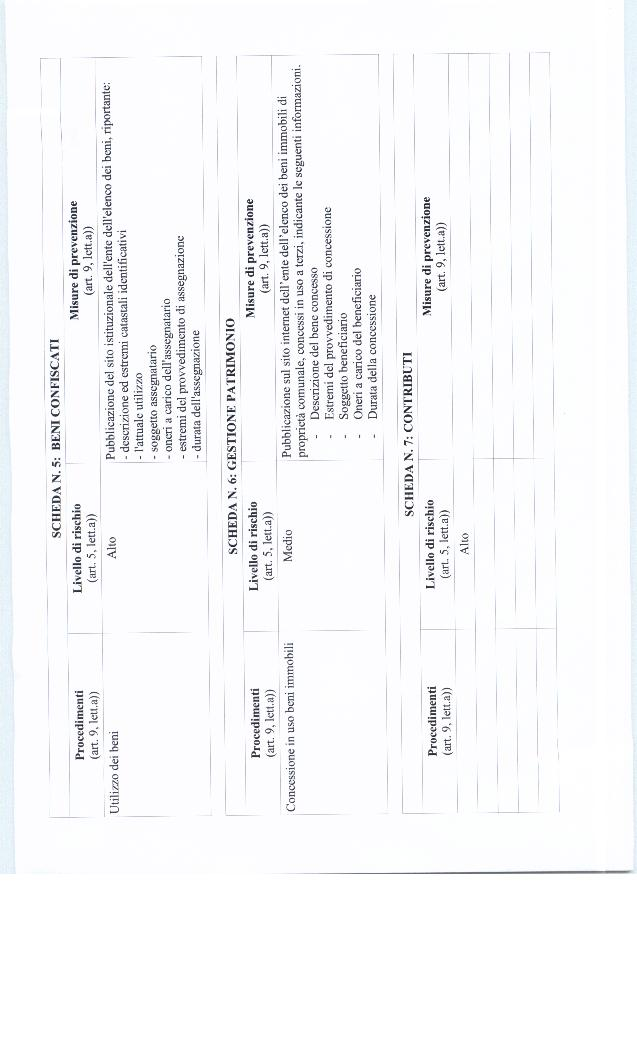 SCHEDA N. 5: BENI CONFISCATI
Procedimenti
(art. 9, lett.a))
Livello di rischio
(art. 5, lett.a))
Misure di prevenzione
(art. 9, lett.a))
Utilizzo dei beni
Alto
Pubblicazione del sito istituzionale dell'ente dell'elenco dei beni, riportante:
- descrizione ed estremi catastali identificativi
- l'attuale utilizzo
- soggetto assegnatario
- oneri a carico dell'assegnatario
- estremi del provvedimento di assegnazione
- durata dell'assegnazione
SCHEDA N. 6: GESTIONE PATRIMONIO
Procedimenti
(art. 9, lett.a))
Livello di rischio
(art. 5, lett.a))
Misure di prevenzione
(art. 9, lett.a))
Concessione in uso beni immobili
Medio
Pubblicazione sul sito internet dell'ente dell'elenco dei beni immobili di
proprietà comunale, concessi in uso a terzi, indicante le seguenti informazioni.
- Descrizione del bene concesso
- Estremi del provvedimento di concessione
- Soggetto beneficiario
- Oneri a carico del beneficiario
- Durata della concessione
SCHEDA N. 7: CONTRIBUTI
Procedimenti
(art. 9, lett.a))
Livello di rischio
(art. 5, lett.a))
Misure di prevenzione
(art. 9, lett.a))
Alto